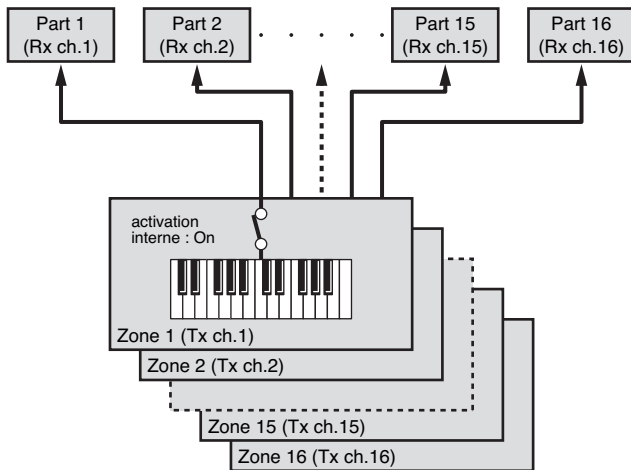 Part 1
(Rx ch.1)
Part 2
(Rx ch.2)
Part 15
(Rx ch.15)
Part 16
(Rx ch.16)
activation
interne : On
Zone 1 (Tx ch.1)
Zone 2 (Tx ch.2)
Zone 15 (Tx ch.15)
Zone 16 (Tx ch.16)